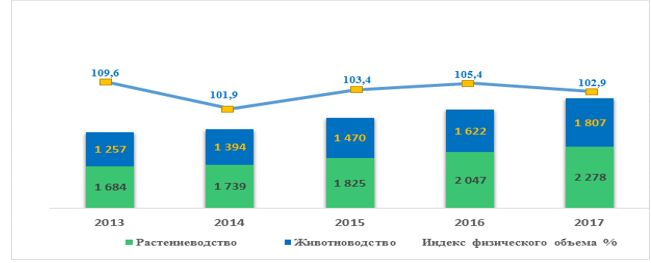 109,6 101,9 103,4 105,4 102,9
1 257 1 394 1 470 1 622 1 807
1 684 1 739 1 825 2 047 2 278
2013 2014 2015 2016 2017
Растениеводство Животноводство Индекс физического объема %